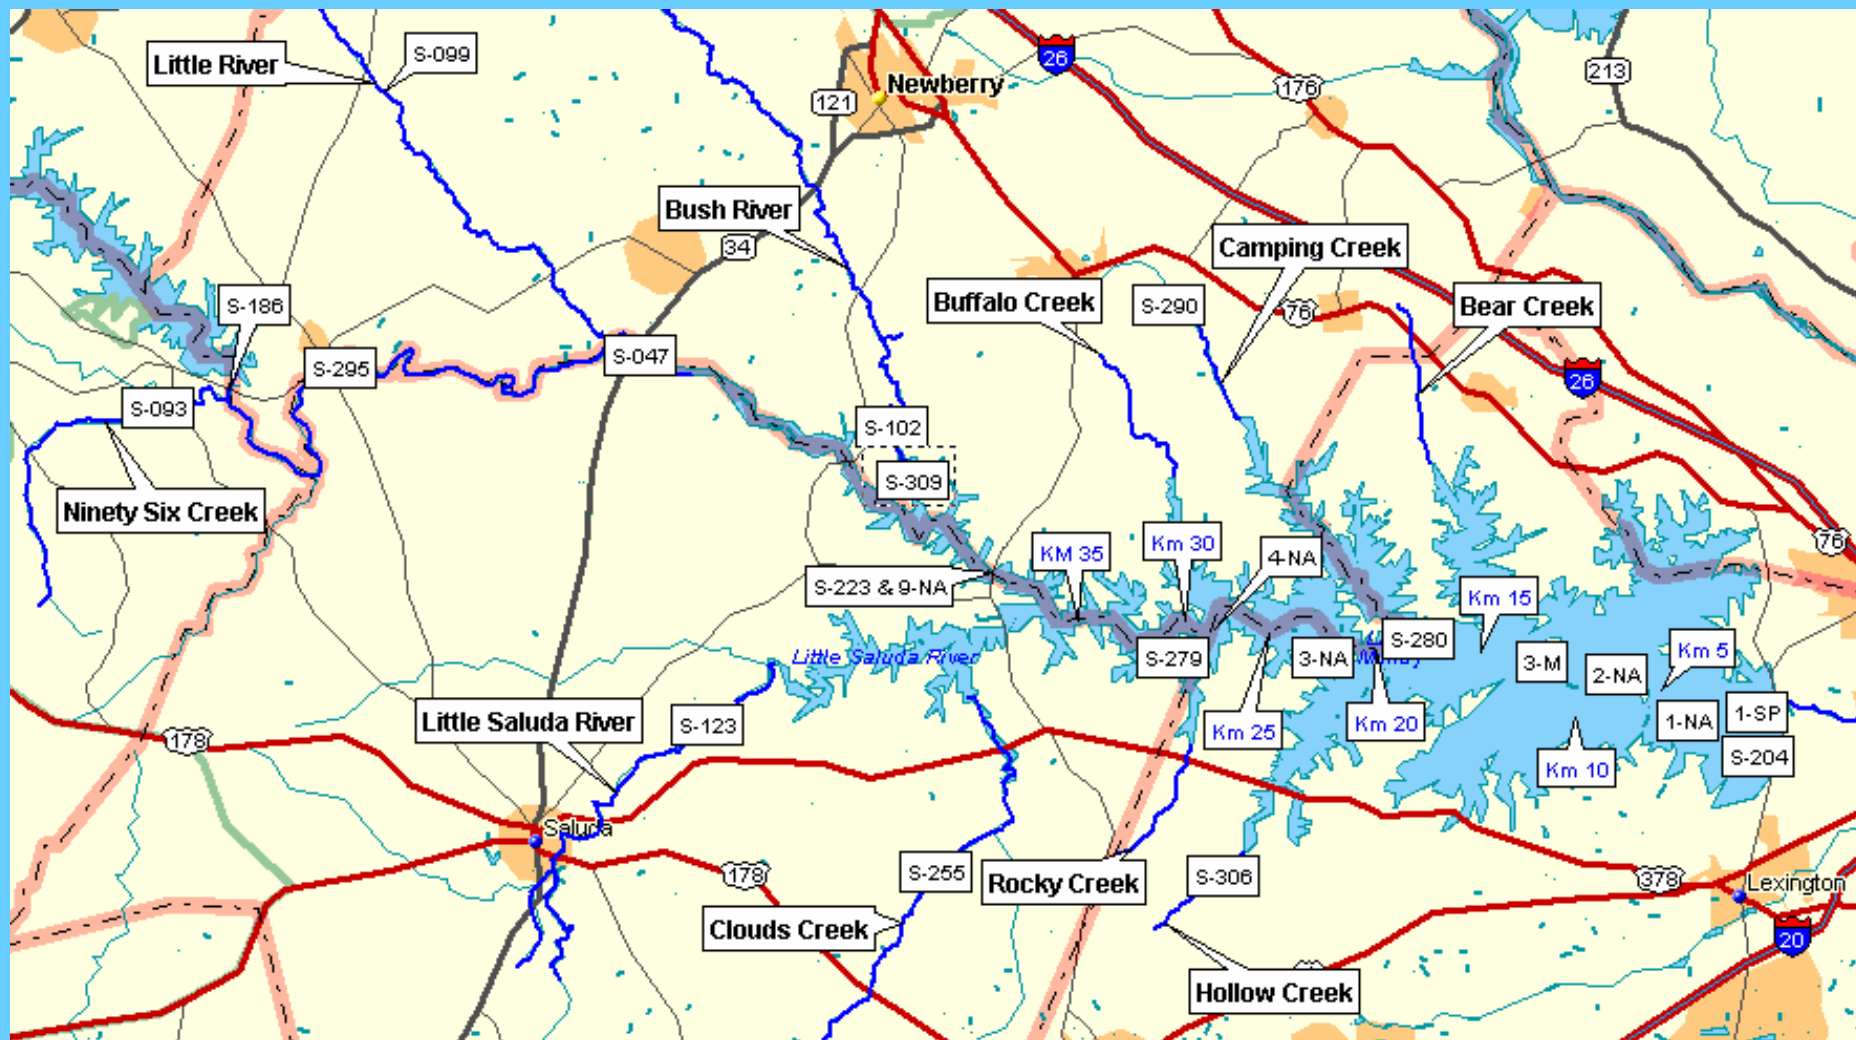 Little River
S-099
26
213
176
Newberry
121
Bush River
34
Camping Creek
S-186
Buffalo Creek
S-290
76
Bear Creek
S-295
S-047
26
S-093
S-102
S-309
Ninety Six Creek
76
KM 35
Km 30
4-NA
S-223 & 9-NA
Km 15
S-280
Little Saluda River
S-279
3-NA
3-M
2-NA
Km 5
Little Saluda River
S-123
Km 25
Km 20
1-NA
1-SP
178
S-204
Km 10
Saluda
178
S-255
Rocky Creek
S-306
378
Lexington
Clouds Creek
20
Hollow Creek